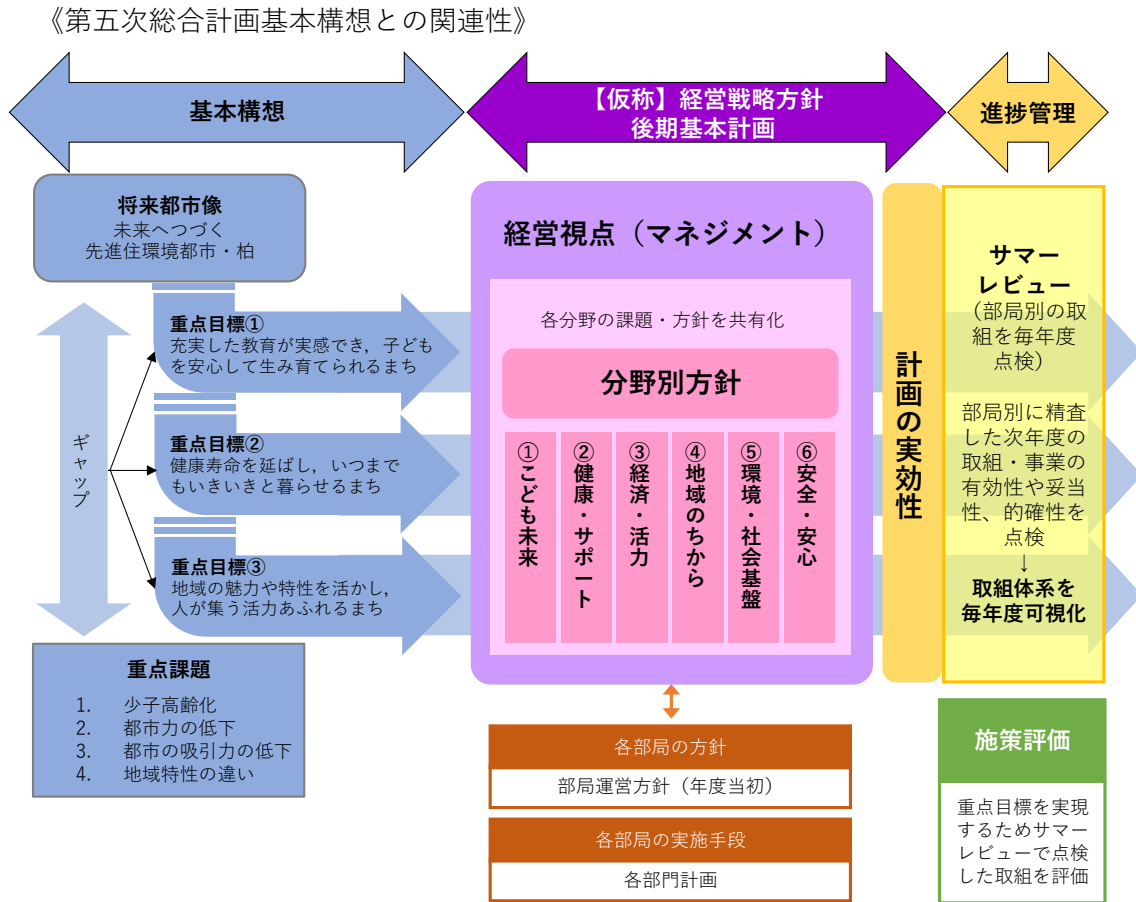 《第五次総合計画基本構想との関連性》
基本構想
【仮称】経営戦略方針
後期基本計画
進捗管理
将来都市像
未来へつづく
先進住環境都市・柏
ギャップ
重点目標①
充実した教育が実感でき，子ども
を安心して生み育てられるまち
重点目標②
健康寿命を延ばし，いつまで
もいきいきと暮らせるまち
重点目標③
地域の魅力や特性を活かし，
人が集う活力あふれるまち
重点課題
1. 少子高齢化
2. 都市力の低下
3. 都市の吸引力の低下
4. 地域特性の違い
経営視点（マネジメント）
各分野の課題・方針を共有化
分野別方針
①こども未来
②健康・サポート
③経済・活力
④地域のちから
⑤環境・社会基盤
⑥安全・安心
各部局の方針
部局運営方針（年度当初）
各部局の実施手段
各部門計画
計画の実効性
サマー
レビュー
（部局別の取
組を毎年度
点検）
部局別に精査
した次年度の
取組・事業の
有効性や妥当
性、的確性を
点検
↓
取組体系を
毎年度可視化
施策評価
重点目標を実現
するためサマー
レビューで点検
した取組を評価